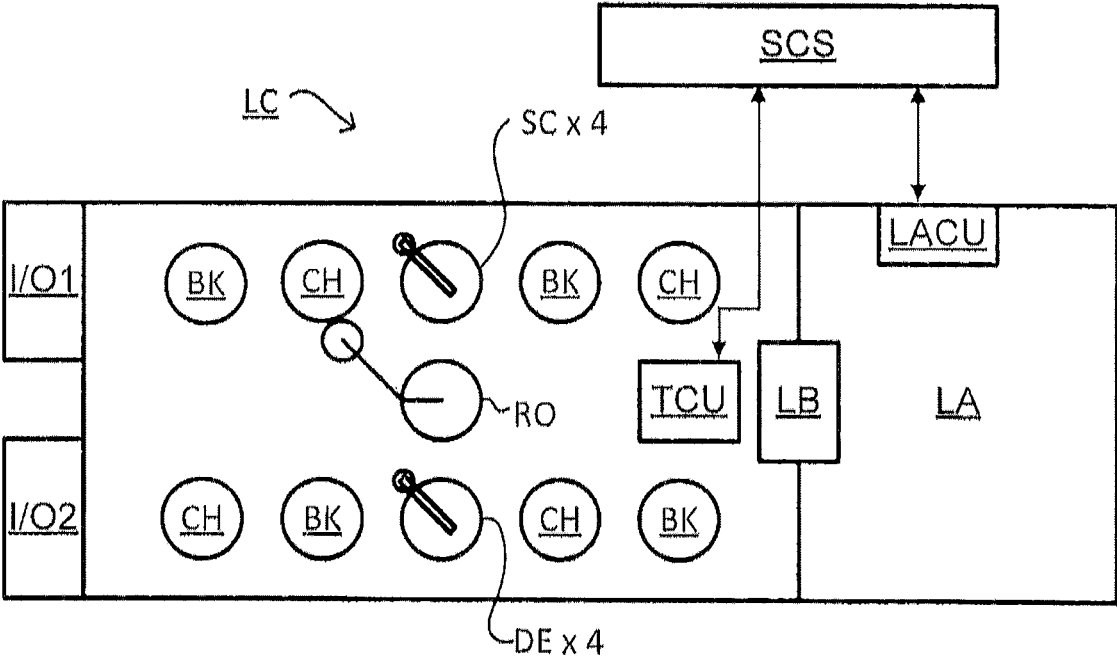 SCS
LC
SC x 4
I/O1
BK
CH
BK
CH
LACU
TCU
LB
LA
RO
I/O2
CH
BK
CH
BK
DE x 4